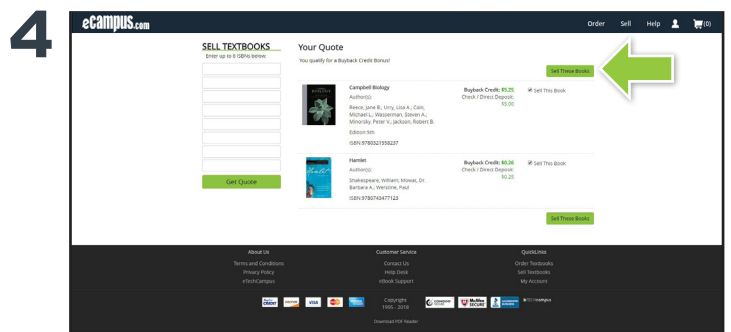 4
eCAMPUS.COM
Order Sell Help (0)
SELL TEXTBOOKS
Enter up to 8 ISBNs below:
Get Quote
Your Quote
You qualify for a Buyback Credit Bonus!
Sell These Books
Campbell Biology
Author(s):
Reece, Jane B.; Urry, Lisa A.; Cain,
Michael L.; Wasserman, Steven A.;
Minorsky, Peter V.; Jackson, Robert B.
Edition:9th
ISBN:9780321558237
Buyback Credit: $5.25
Check / Direct Deposit:
$5.00
Sell This Book
Hamlet
Author(s):
Shakespeare, William; Mowat, Dr
Barbara A.; Werstine, Paul
ISBN:9780743477123
Buyback Credit: $0.26
Check / Direct Deposit:
$0.25
Sell This Book
Sell These Books
About Us
Terms and Conditions
Privacy Policy
eTechCampus
Customer Service
Contact Us
Help Desk
eBook Support
QuickLinks
Order Textbooks
Sell Textbooks
My Account
VISA
Copyright
1995 - 2018
McAfee
SECURE
Download PDF Reader